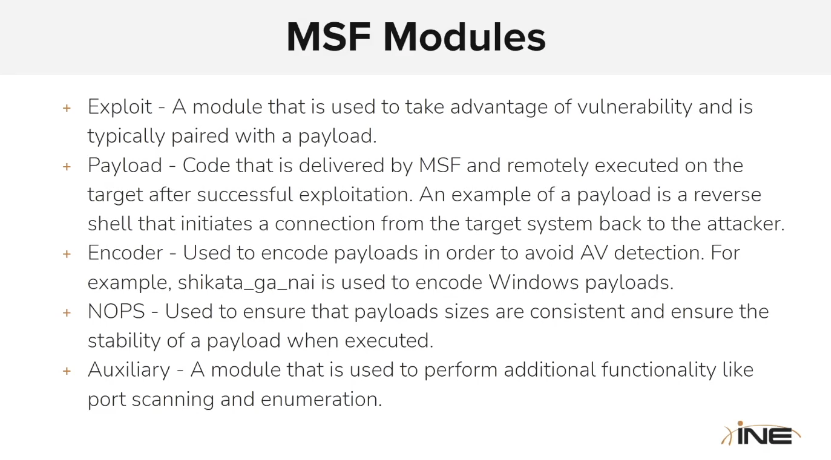 MSF Modules
+ Exploit - A module that is used to take advantage of vulnerability and is
typically paired with a payload.
+ Payload - Code that is delivered by MSF and remotely executed on the
target after successful exploitation. An example of a payload is a reverse
shell that initiates a connection from the target system back to the attacker.
+ Encoder - Used to encode payloads in order to avoid AV detection. For
example, shikata_ga_nai is used to encode Windows payloads.
+ NOPS - Used to ensure that payloads sizes are consistent and ensure the
stability of a payload when executed.
+ Auxiliary - A module that is used to perform additional functionality like
port scanning and enumeration.
iNE